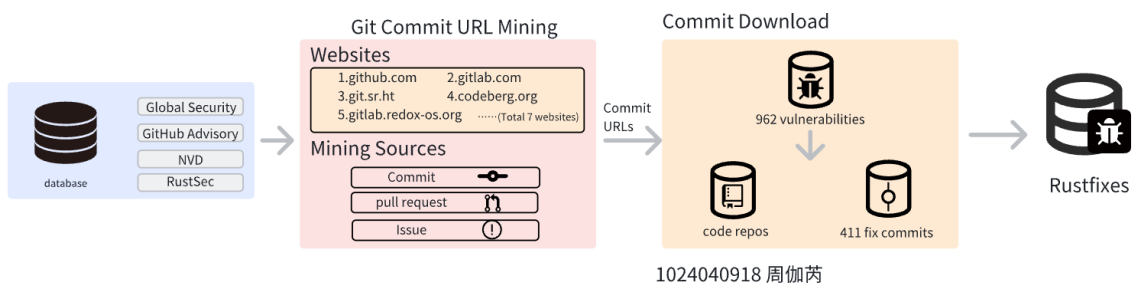 Global Security
GitHub Advisory
NVD
RustSec
database
Git Commit URL Mining
Websites
1.github.com 2.gitlab.com
3.git.sr.ht 4.codeberg.org
5.gitlab.redox-os.org ······(Total 7 websites)
Mining Sources
Commit
pull request
Issue
Commit
URLs
Commit Download
962 vulnerabilities
code repos
411 fix commits
Rustfixes
1024040918 周伽芮